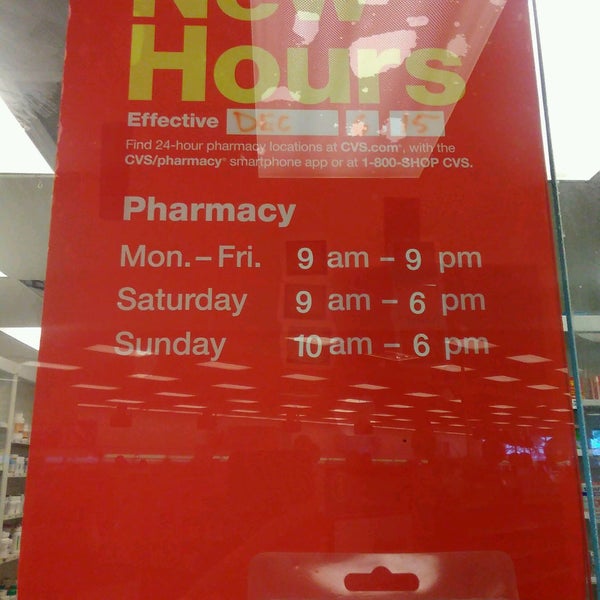 New
Hours
Effective DEC 15
Find 24-hour pharmacy locations at CVS.com®, with the
CVS/pharmacy® smartphone app or at 1-800-SHOP CVS.
Pharmacy
Mon. – Fri. 9 am – 9 pm
Saturday 9 am – 6 pm
Sunday 10 am – 6 pm